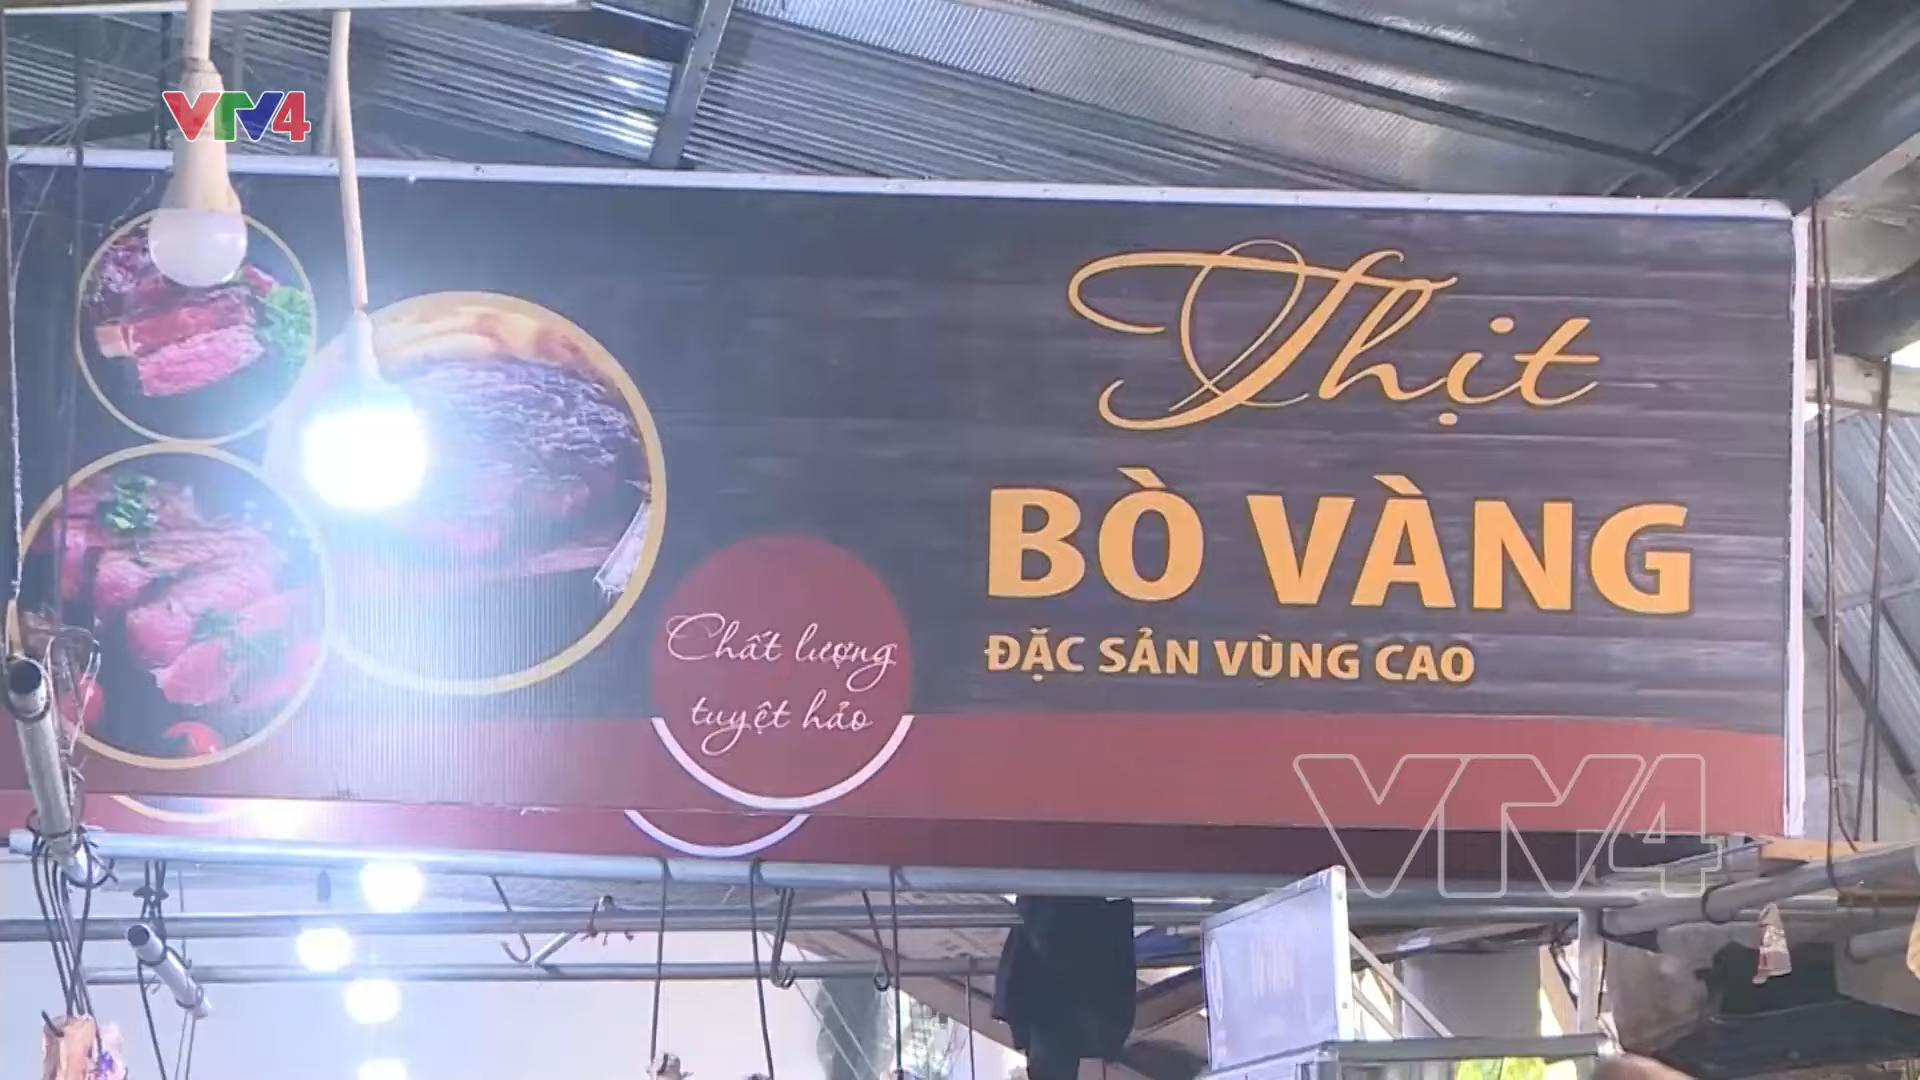 VTV4
Thịt
BÒ VÀNG
ĐẶC SẢN VÙNG CAO
Chất lượng
tuyệt hảo
VTV4